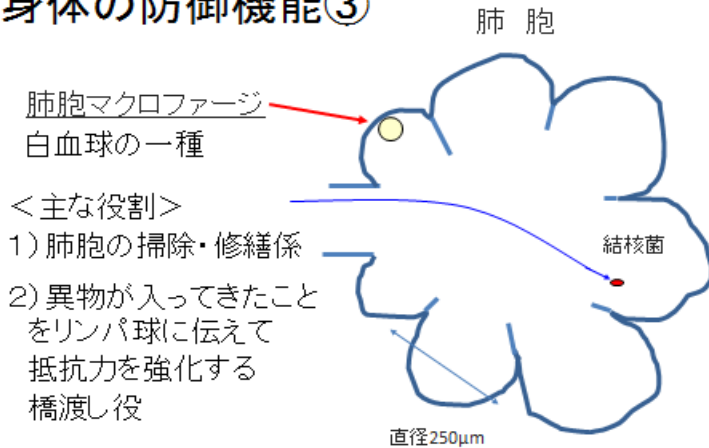 身体の防御機能③
肺 胞
肺胞マクロファージ
白血球の一種
＜主な役割＞
1）肺胞の掃除・修繕係
2）異物が入ってきたこと
をリンパ球に伝えて
抵抗力を強化する
橋渡し役
結核菌
直径250μm